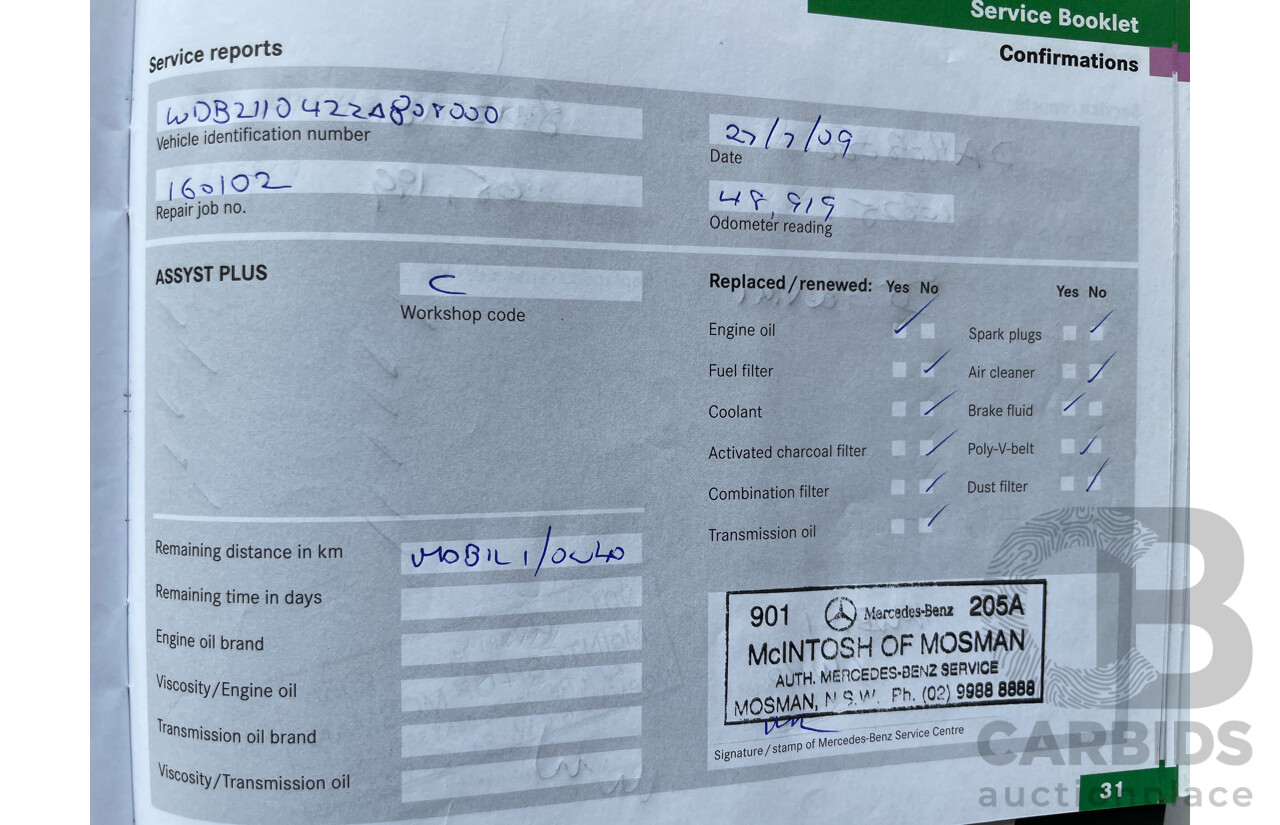 Service Booklet
Service reports
Confirmations
WDB2110422A808000
Vehicle identification number
27/7/09
Date
160102
Repair job no.
48,919
Odometer reading
ASSYST PLUS
C
Workshop code
Replaced/renewed: Yes No Yes No
Engine oil
Spark plugs
Fuel filter
Air cleaner
Coolant
Brake fluid
Activated charcoal filter
Poly-V-belt
Combination filter
Dust filter
Transmission oil
Remaining distance in km
MOBIL 1/0W40
Remaining time in days
Engine oil brand
Viscosity/Engine oil
Transmission oil brand
Viscosity/Transmission oil
901 Mercedes-Benz 205A
McINTOSH OF MOSMAN
AUTH. MERCEDES-BENZ SERVICE
MOSMAN, N.S.W. Ph. (02) 9988 8888
Signature/stamp of Mercedes-Benz Service Centre
31
CARBIDS
auctionplace